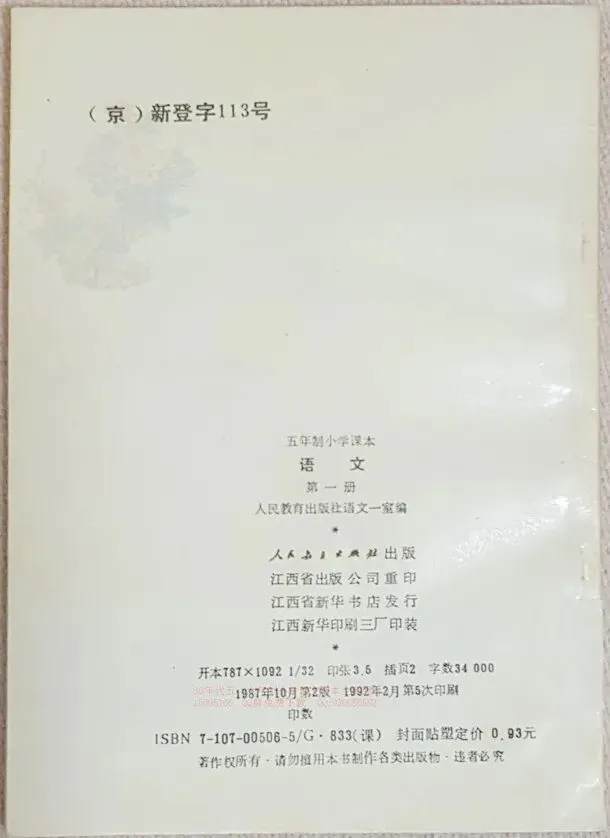 （京）新登字113号
五年制小学课本
语 文
第一册
人民教育出版社语文一室编
*
人民教育出版社出版
江西省出版公司重印
江西省新华书店发行
江西新华印刷三厂印装
*
开本787×1092 1/32 印张3.5 插页2 字数34 000
1987年10月第2版 1992年2月第5次印刷
印数
ISBN 7-107-00506-5/G·833(课) 封面贴塑定价 0.93元
著作权所有·请勿擅用本书制作各类出版物·违者必究